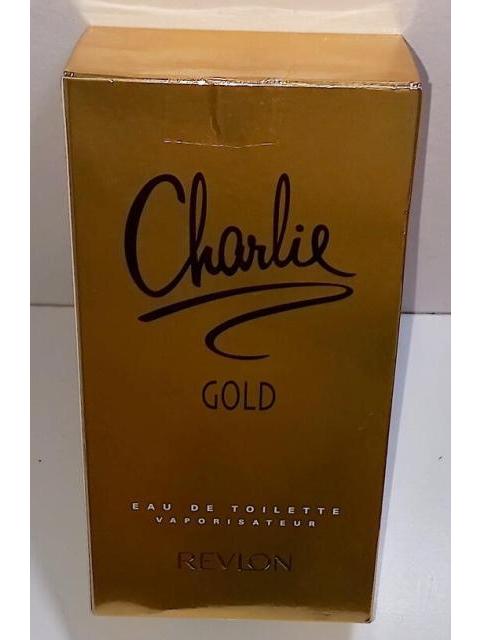 Charlie
GOLD
EAU DE TOILETTE
VAPORISATEUR
REVLON